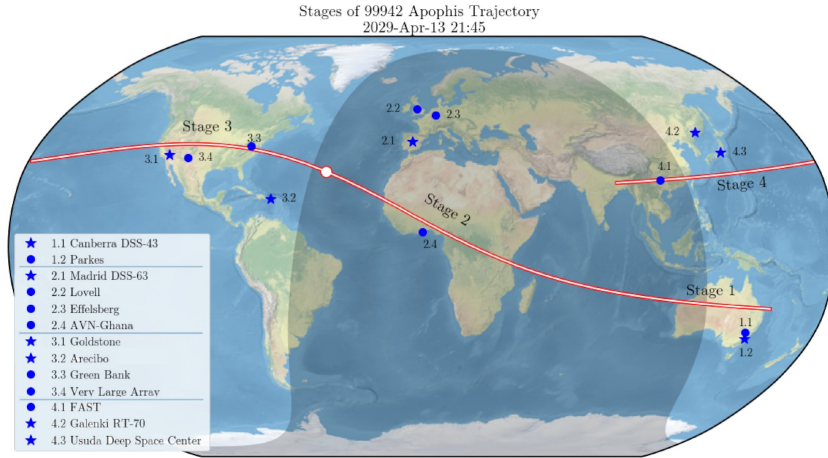 Stages of 99942 Apophis Trajectory
2029-Apr-13 21:45
Stage 3
3.1
3.4
3.3
3.2
2.2
2.3
2.1
Stage 2
2.4
4.2
4.3
4.1
Stage 4
Stage 1
1.1
1.2
1.1 Canberra DSS-43
1.2 Parkes
2.1 Madrid DSS-63
2.2 Lovell
2.3 Effelsberg
2.4 AVN-Ghana
3.1 Goldstone
3.2 Arecibo
3.3 Green Bank
3.4 Very Large Array
4.1 FAST
4.2 Galenki RT-70
4.3 Usuda Deep Space Center